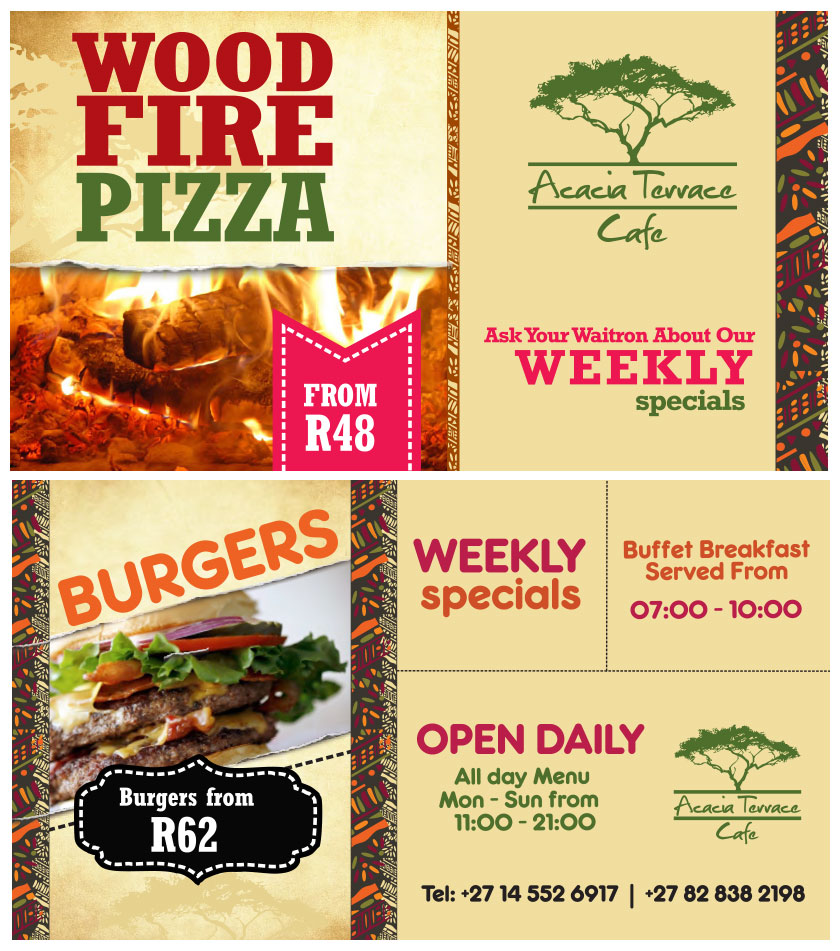 WOOD
FIRE
PIZZA
FROM
R48
Acacia Terrace
Cafe
Ask Your Waitron About Our
WEEKLY
specials
BURGERS
Burgers from
R62
WEEKLY
specials
Buffet Breakfast
Served From
07:00 - 10:00
OPEN DAILY
All day Menu
Mon - Sun from
11:00 - 21:00
Acacia Terrace
Cafe
Tel: +27 14 552 6917 | +27 82 838 2198